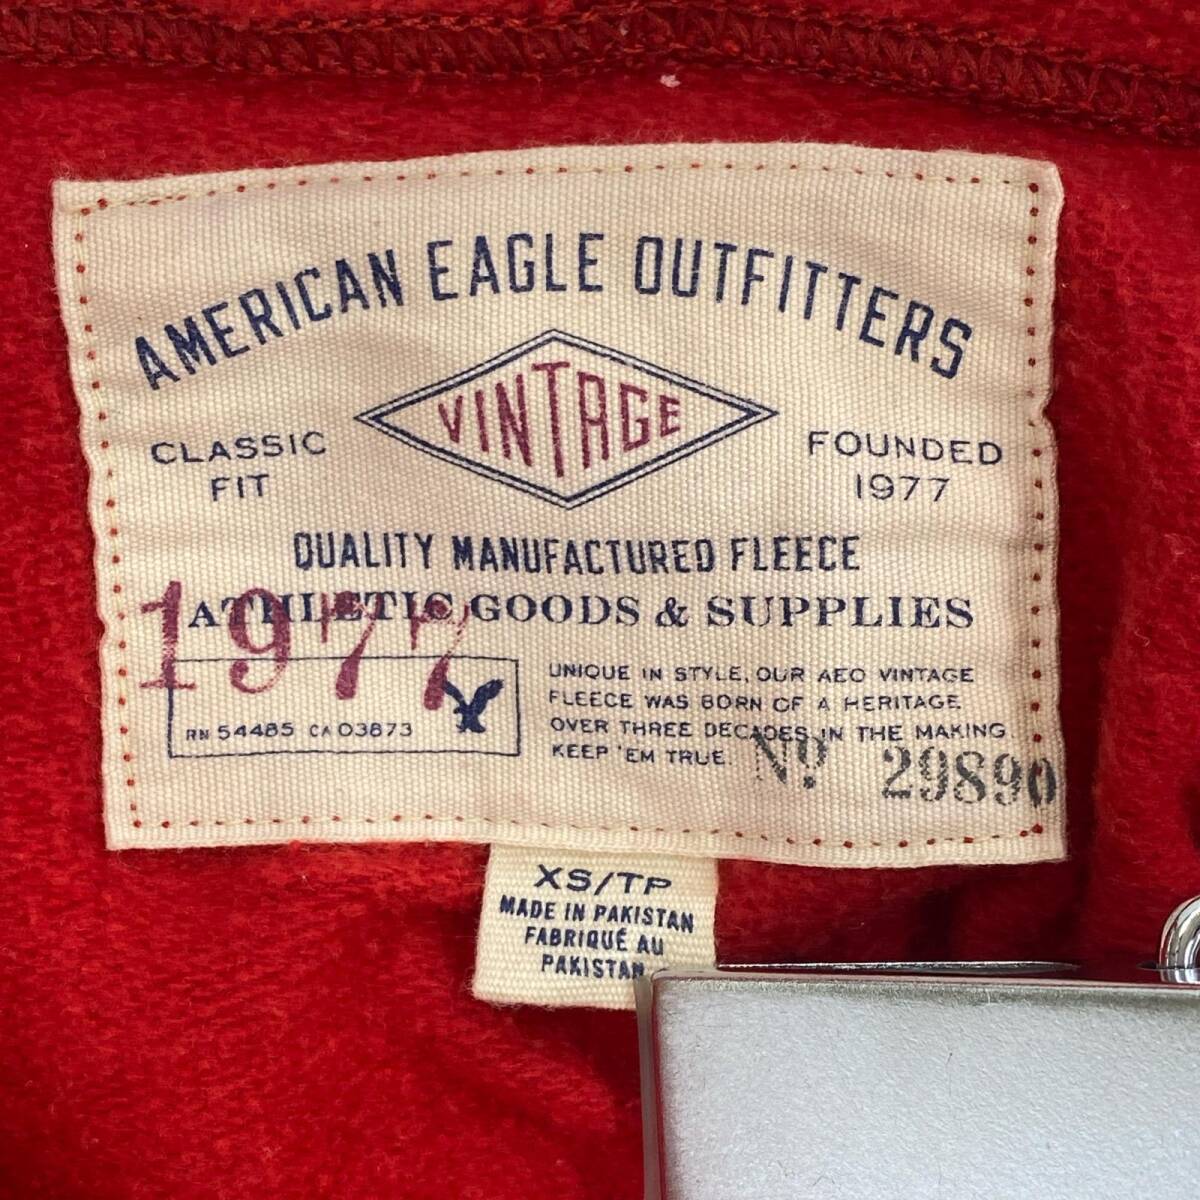 AMERICAN EAGLE OUTFITTERS
VINTAGE
CLASSIC
FIT
FOUNDED
1977
QUALITY MANUFACTURED FLEECE
ATHLETIC GOODS & SUPPLIES
1977
RN 54485 CA 03873
UNIQUE IN STYLE, OUR AEO VINTAGE
FLEECE WAS BORN OF A HERITAGE
OVER THREE DECADES IN THE MAKING
KEEP 'EM TRUE.
Nº 29890
XS/TP
MADE IN PAKISTAN
FABRIQUÉ AU
PAKISTAN